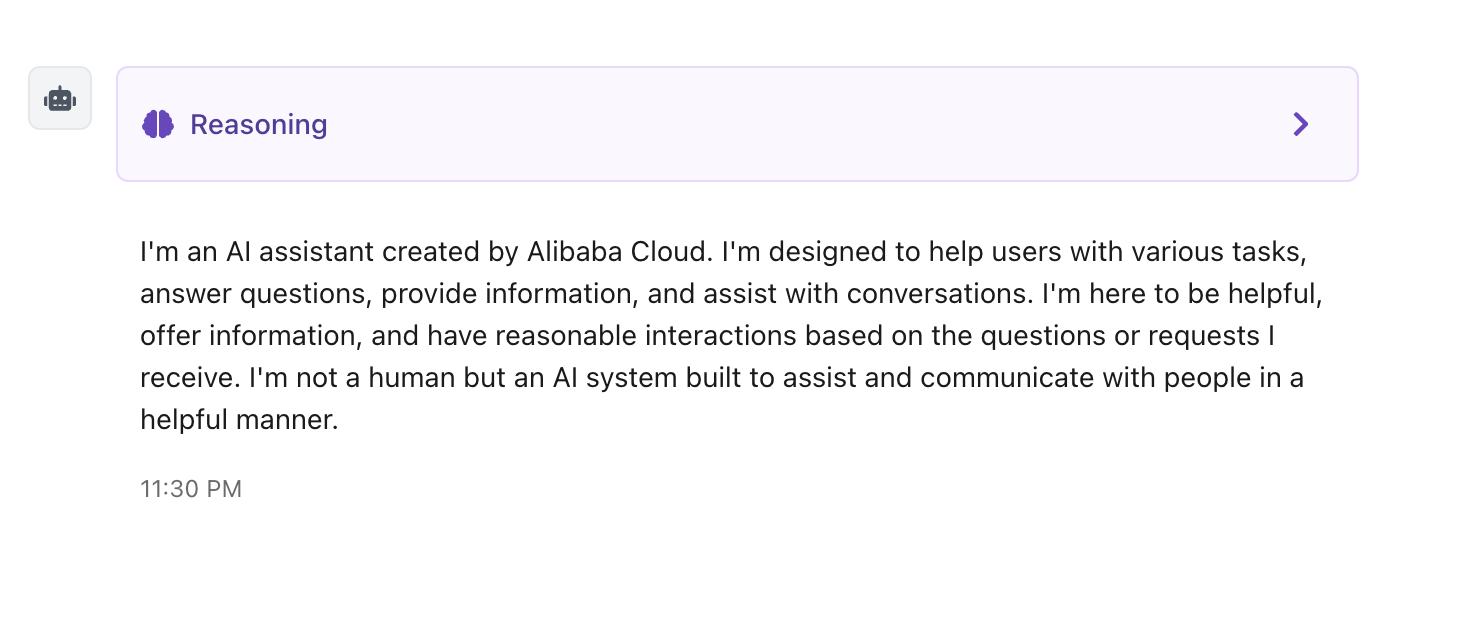 Reasoning
I'm an AI assistant created by Alibaba Cloud. I'm designed to help users with various tasks,
answer questions, provide information, and assist with conversations. I'm here to be helpful,
offer information, and have reasonable interactions based on the questions or requests I
receive. I'm not a human but an AI system built to assist and communicate with people in a
helpful manner.
11:30 PM